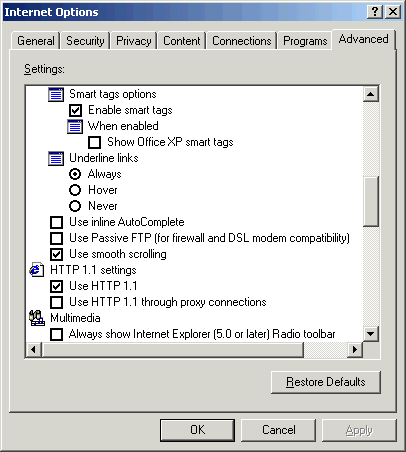 Internet Options
General Security Privacy Content Connections Programs Advanced
Settings:
Smart tags options
Enable smart tags
When enabled
Show Office XP smart tags
Underline links
Always
Hover
Never
Use inline AutoComplete
Use Passive FTP (for firewall and DSL modem compatibility)
Use smooth scrolling
HTTP 1.1 settings
Use HTTP 1.1
Use HTTP 1.1 through proxy connections
Multimedia
Always show Internet Explorer (5.0 or later) Radio toolbar
Restore Defaults
OK Cancel Apply